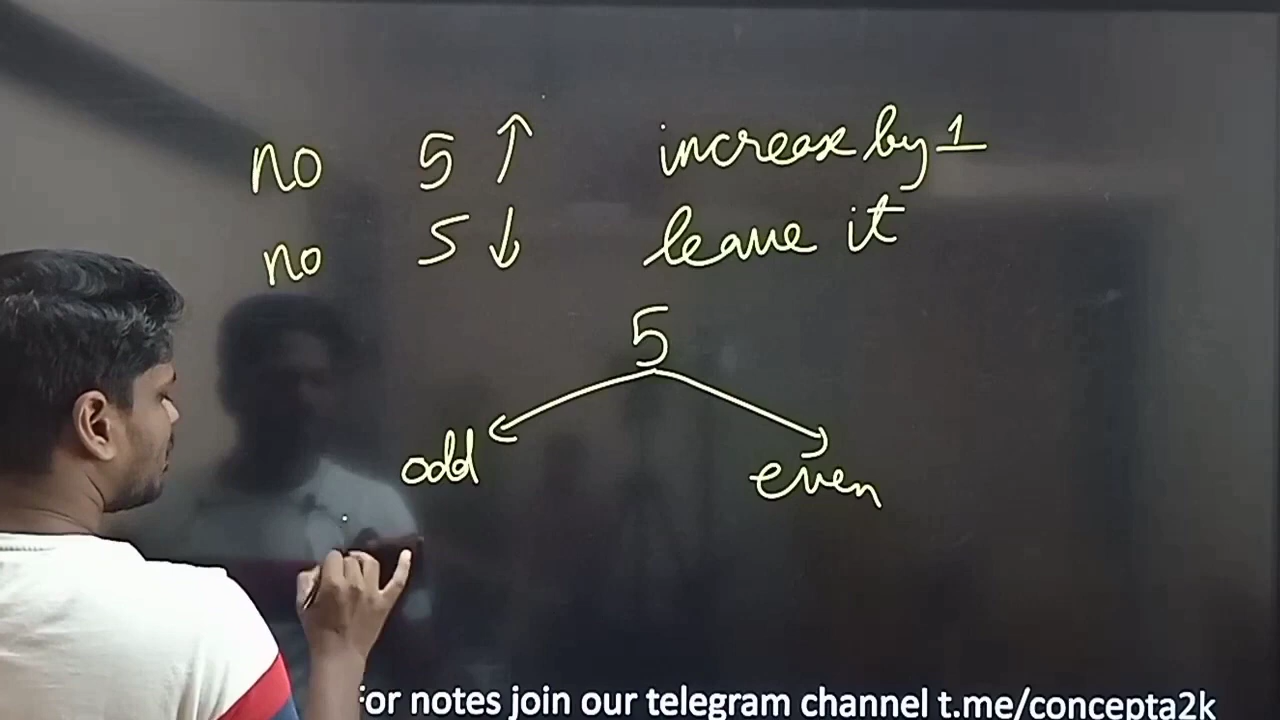 no 5 ↑ increase by 1
no 5 ↓ leave it
5
odd even
For notes join our telegram channel t.me/concepta2k